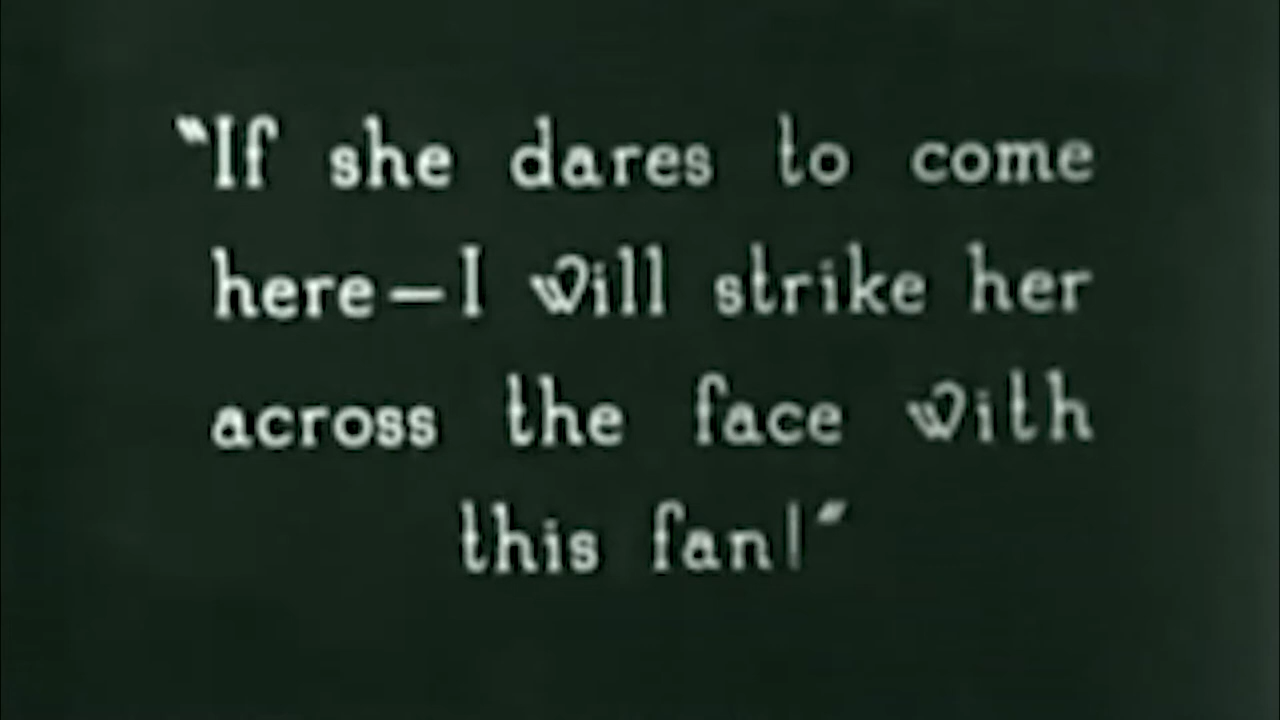 “If she dares to come
here—I will strike her
across the face with
this fan!”